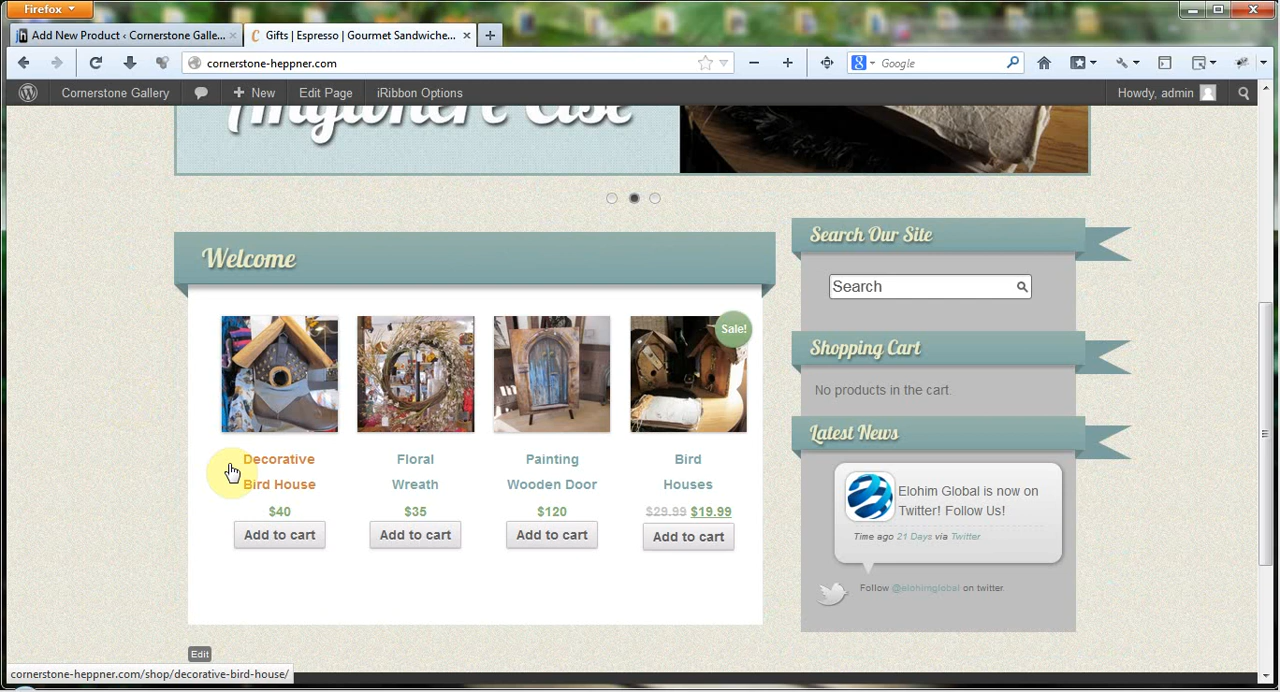 Firefox
Add New Product ‹ Cornerstone Galle...
Gifts | Espresso | Gourmet Sandwiche...
cornerstone-heppner.com
Google
Cornerstone Gallery
New
Edit Page
iRibbon Options
Howdy, admin
Anywhere Else
Welcome
Sale!
Decorative
Bird House
$40
Add to cart
Floral
Wreath
$35
Add to cart
Painting
Wooden Door
$120
Add to cart
Bird
Houses
$29.99 $19.99
Add to cart
Search Our Site
Search
Shopping Cart
No products in the cart.
Latest News
Elohim Global is now on
Twitter! Follow Us!
Time ago 21 Days via Twitter
Follow @elohimglobal on twitter.
Edit
cornerstone-heppner.com/shop/decorative-bird-house/